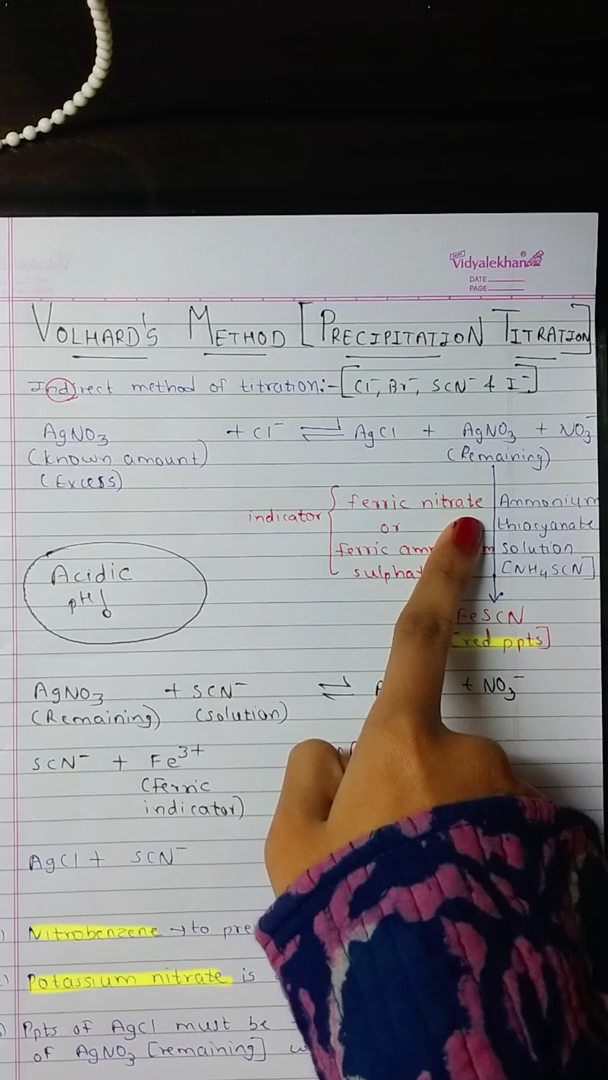 Vidyalekhan
DATE
PAGE
VOLHARD'S METHOD [PRECIPITATION TITRATION]
Indirect method of titration:- [Cl⁻, Br⁻, SCN⁻ & I⁻]
AgNO₃ + Cl⁻ ⇌ AgCl + AgNO₃ + NO₃⁻
(Known amount) (Remaining)
(Excess)
indicator { ferric nitrate
or
ferric
Ammonium
thiocyanate
solution
[NH₄SCN]
Acidic
pH!
FeSCN
[red ppts]
AgNO₃ + SCN⁻ ⇌ + NO₃⁻
(Remaining) (solution)
SCN⁻ + Fe³⁺
(ferric
indicator)
AgCl + SCN⁻
Nitrobenzene → to
Potassium nitrate is
Ppts of AgCl must be
of AgNO₃ [remaining]